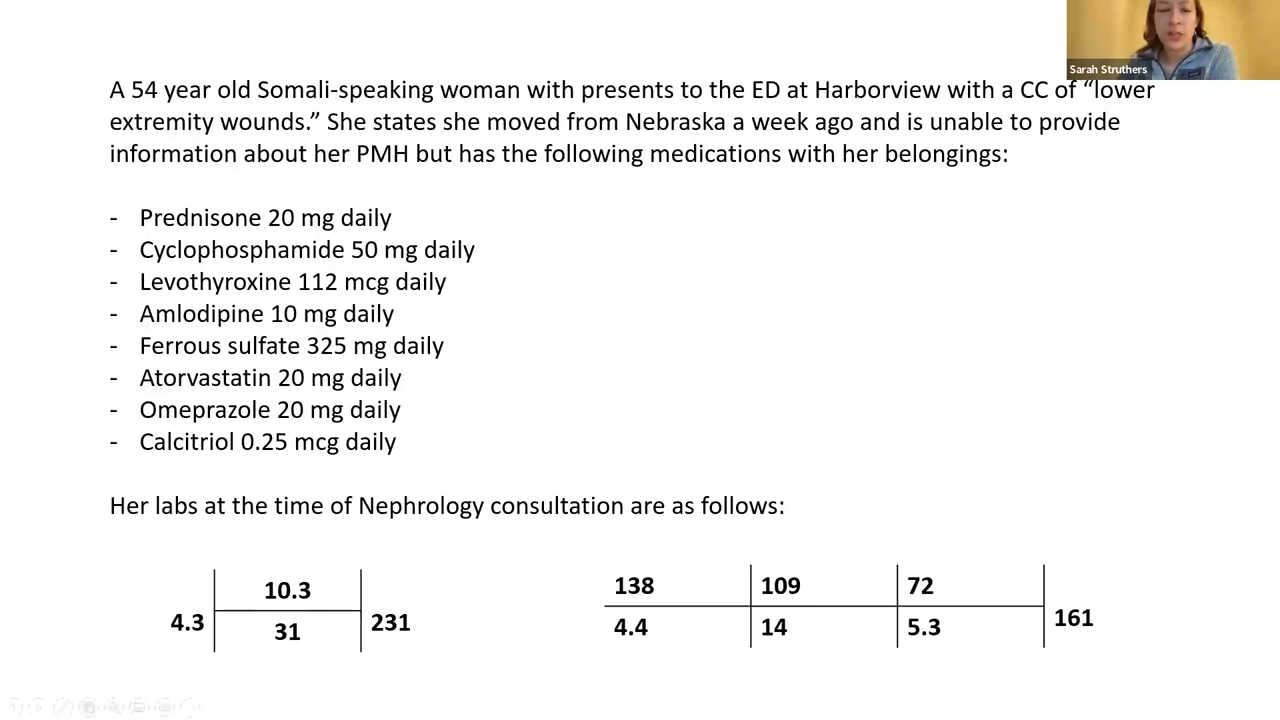 Sarah Struthers
A 54 year old Somali-speaking woman with presents to the ED at Harborview with a CC of “lower
extremity wounds.” She states she moved from Nebraska a week ago and is unable to provide
information about her PMH but has the following medications with her belongings:
- Prednisone 20 mg daily
- Cyclophosphamide 50 mg daily
- Levothyroxine 112 mcg daily
- Amlodipine 10 mg daily
- Ferrous sulfate 325 mg daily
- Atorvastatin 20 mg daily
- Omeprazole 20 mg daily
- Calcitriol 0.25 mcg daily
Her labs at the time of Nephrology consultation are as follows:
10.3
4.3 31 231
138 109 72
4.4 14 5.3 161